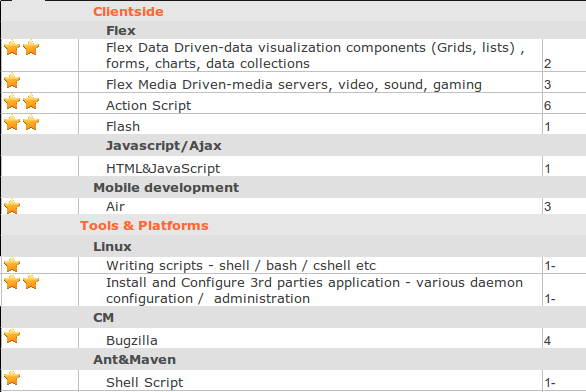 Clientside
Flex
Flex Data Driven-data visualization components (Grids, lists) ,
forms, charts, data collections 2
Flex Media Driven-media servers, video, sound, gaming 3
Action Script 6
Flash 1
Javascript/Ajax
HTML&JavaScript 1
Mobile development
Air 3
Tools & Platforms
Linux
Writing scripts - shell / bash / cshell etc 1-
Install and Configure 3rd parties application - various daemon
configuration / administration 1-
CM
Bugzilla 4
Ant&Maven
Shell Script 1-